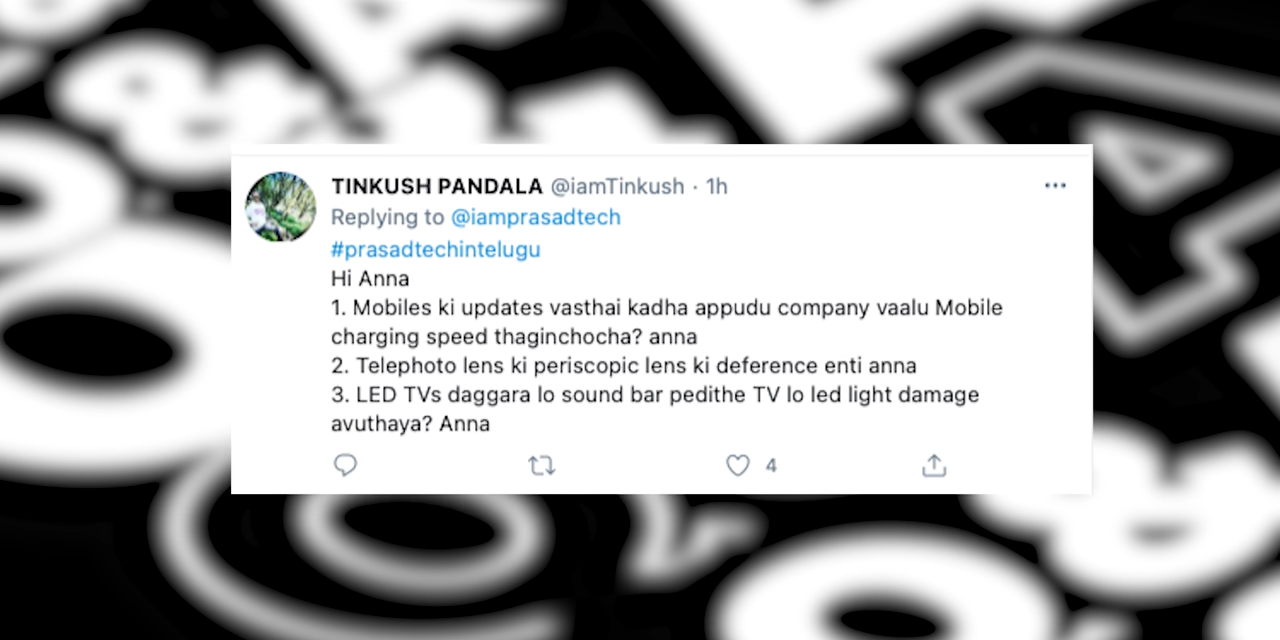 TINKUSH PANDALA @iamTinkush · 1h
Replying to @iamprasadtech
#prasadtechintelugu
Hi Anna
1. Mobiles ki updates vasthai kadha appudu company vaalu Mobile
charging speed thaginchocha? anna
2. Telephoto lens ki periscopic lens ki deference enti anna
3. LED TVs daggara lo sound bar pedithe TV lo led light damage
avuthaya? Anna
4